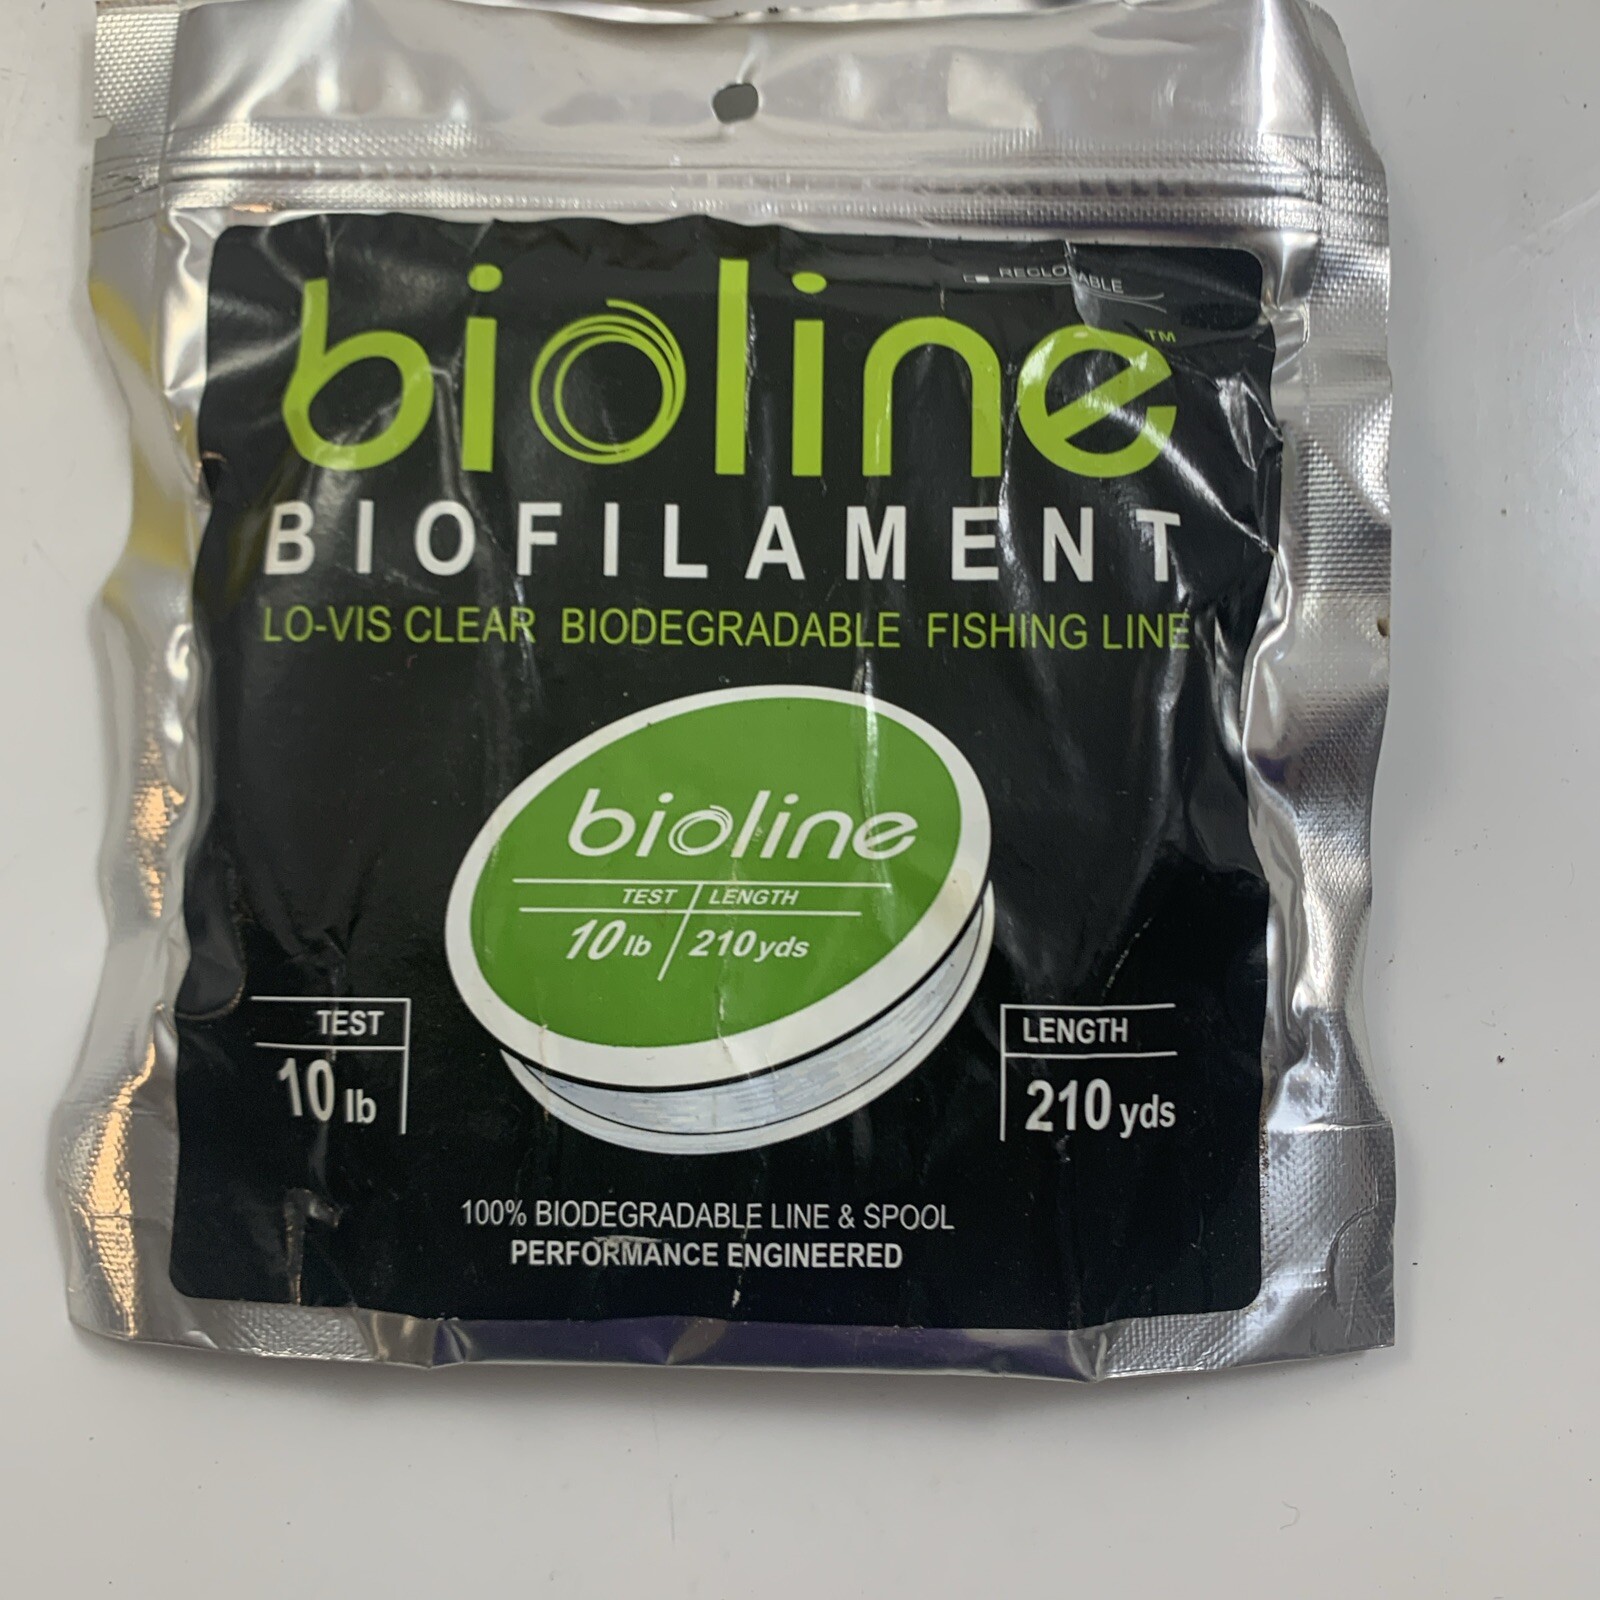 RECLOSABLE
bioline™
BIOFILAMENT
LO-VIS CLEAR BIODEGRADABLE FISHING LINE
bioline
TEST LENGTH
10 lb 210 yds
TEST
10 lb
LENGTH
210 yds
100% BIODEGRADABLE LINE & SPOOL
PERFORMANCE ENGINEERED